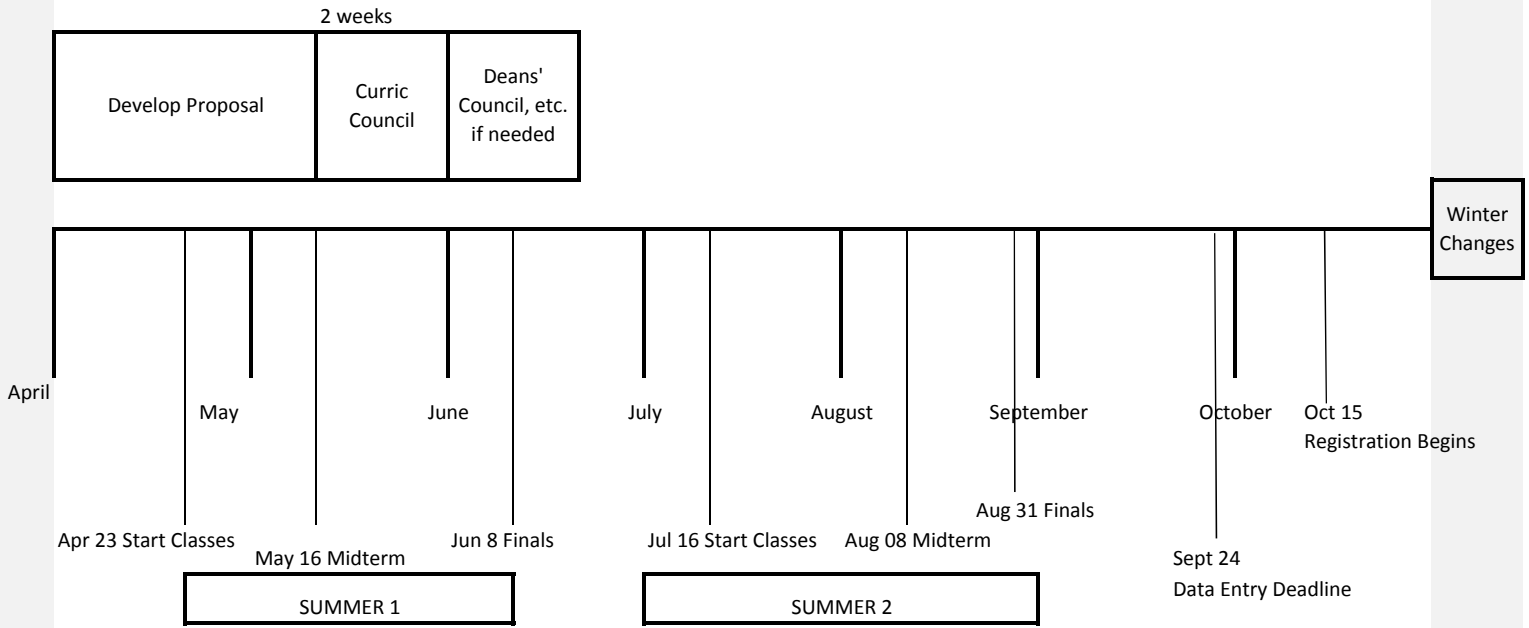 2 weeks
Develop Proposal
Curric
Council
Deans'
Council, etc.
if needed
Winter
Changes
April
May
June
July
August
September
October
Oct 15
Registration Begins
Aug 31 Finals
Apr 23 Start Classes
May 16 Midterm
Jun 8 Finals
Jul 16 Start Classes
Aug 08 Midterm
Sept 24
Data Entry Deadline
SUMMER 1
SUMMER 2